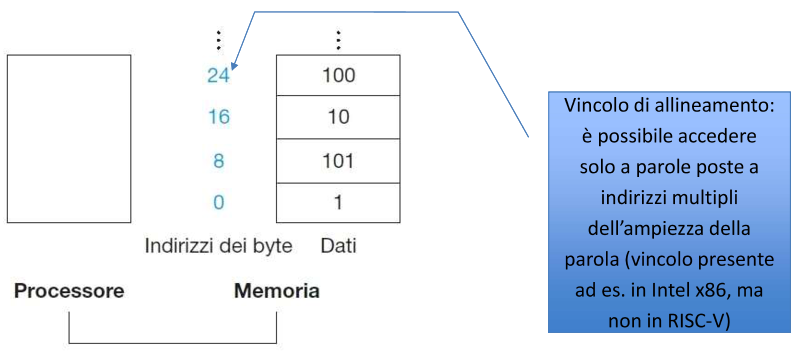 24 100
16 10
8 101
0 1
Indirizzi dei byte Dati
Processore Memoria
Vincolo di allineamento:
è possibile accedere
solo a parole poste a
indirizzi multipli
dell’ampiezza della
parola (vincolo presente
ad es. in Intel x86, ma
non in RISC-V)